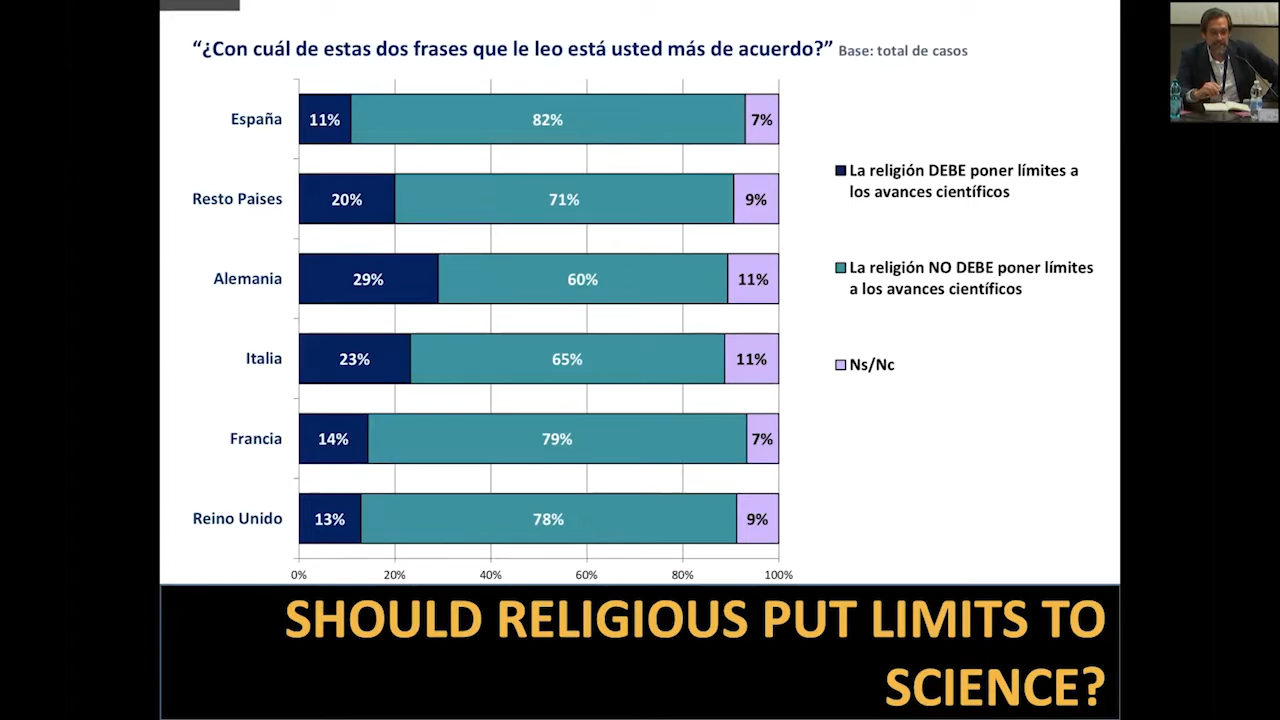 “¿Con cuál de estas dos frases que le leo está usted más de acuerdo?” Base: total de casos
España 11% 82% 7%
Resto Paises 20% 71% 9%
Alemania 29% 60% 11%
Italia 23% 65% 11%
Francia 14% 79% 7%
Reino Unido 13% 78% 9%
0% 20% 40% 60% 80% 100%
La religión DEBE poner límites a
los avances científicos
La religión NO DEBE poner límites
a los avances científicos
Ns/Nc
SHOULD RELIGIOUS PUT LIMITS TO
SCIENCE?